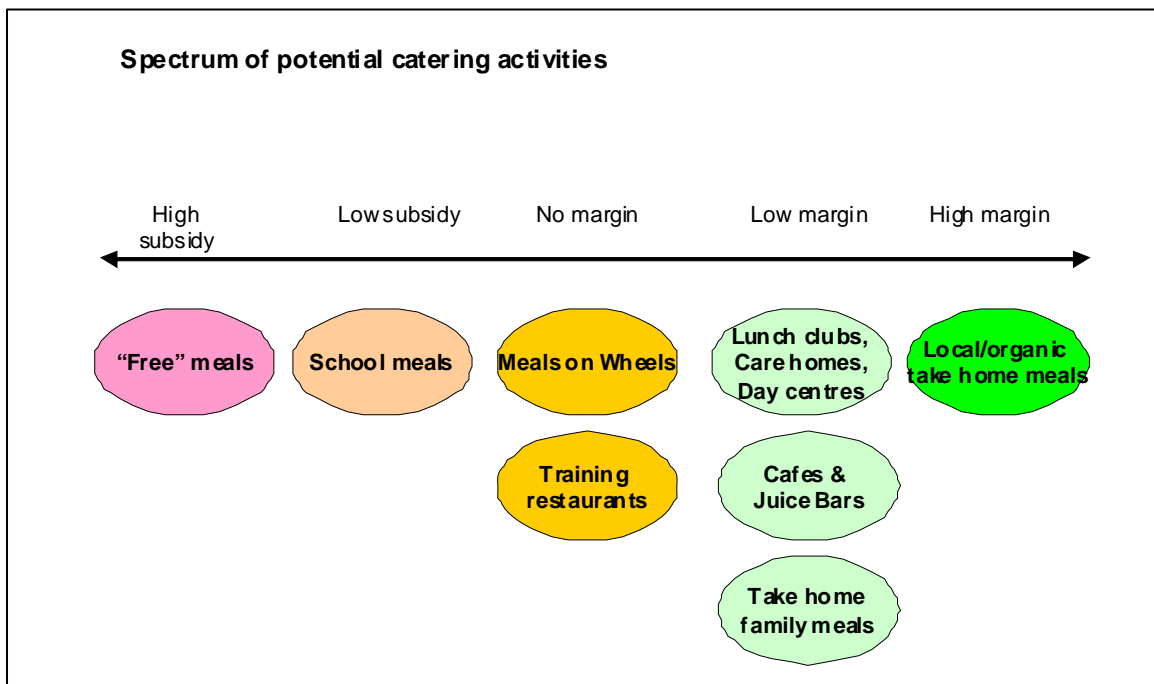 Spectrum of potential catering activities
High
subsidy
Low subsidy
No margin
Low margin
High margin
“Free” meals
School meals
Meals on Wheels
Lunch clubs,
Care homes,
Day centres
Local/organic
take home meals
Training
restaurants
Cafes &
Juice Bars
Take home
family meals